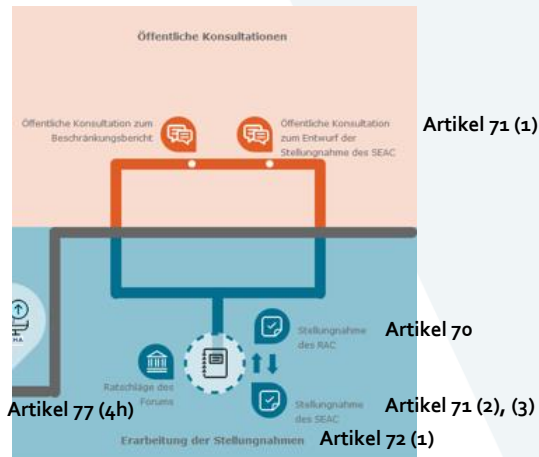 Öffentliche Konsultationen
Öffentliche Konsultation zum
Beschränkungsbericht
Öffentliche Konsultation
zum Entwurf der
Stellungnahme des SEAC
Artikel 71 (1)
HA
Stellungnahme
des RAC
Artikel 70
Ratschläge des
Forums
Artikel 77 (4h)
Stellungnahme
des SEAC
Artikel 71 (2), (3)
Erarbeitung der Stellungnahmen
Artikel 72 (1)